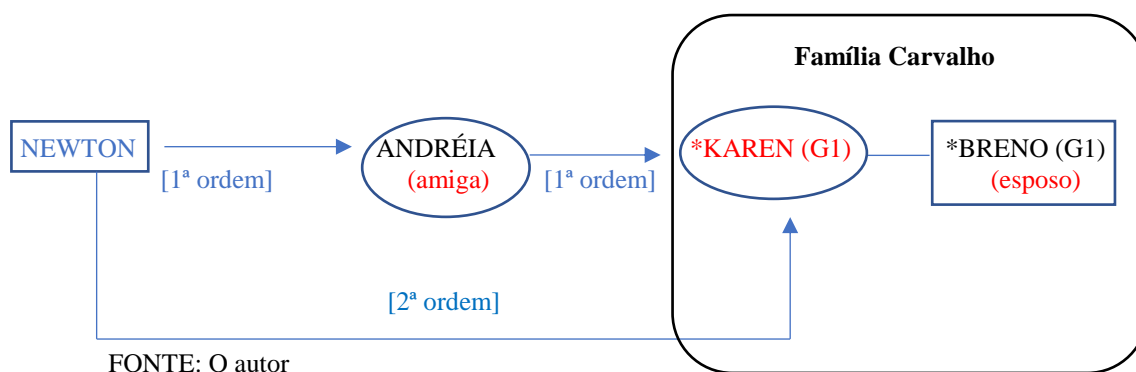 Família Carvalho
NEWTON
[1ª ordem]
ANDRÉIA
(amiga)
[1ª ordem]
*KAREN (G1)
*BRENO (G1)
(esposo)
[2ª ordem]
FONTE: O autor